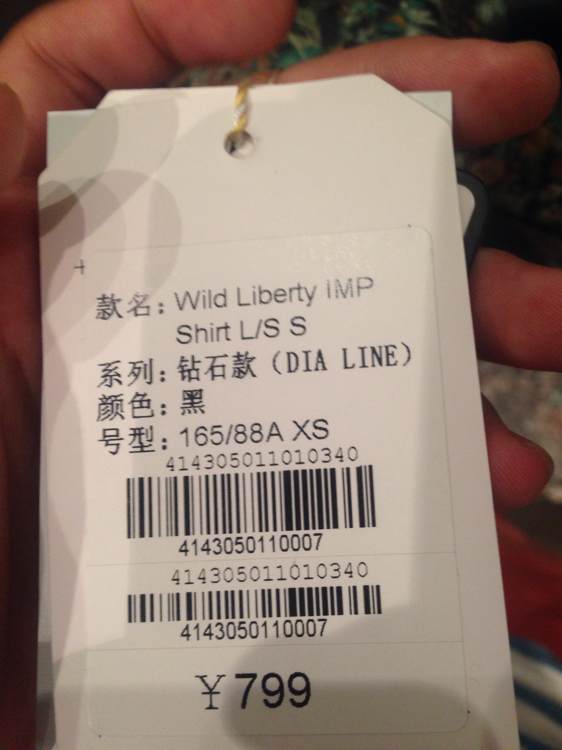 款名：Wild Liberty IMP
Shirt L/S S
系列：钻石款（DIA LINE）
颜色：黑
号型：165/88A XS
414305011010340
4143050110007
414305011010340
4143050110007
￥799